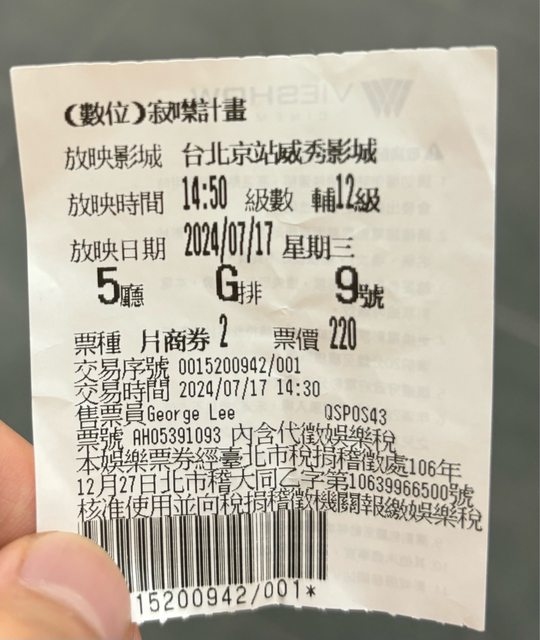 (數位)寂噤計畫
放映影城 台北京站威秀影城
放映時間 14:50 級數 輔12級
放映日期 2024/07/17 星期三
5廳 G排 9號
票種 片商券2 票價 220
交易序號 0015200942/001
交易時間 2024/07/17 14:30
售票員George Lee QSPOS43
票號 AH05391093 內含代徵娛樂稅
本娛樂票券經臺北市稅捐稽徵處106年
12月27日北市稽大同乙字第10639966500號
核准使用並向稅捐稽徵機關報繳娛樂稅
15200942/001*